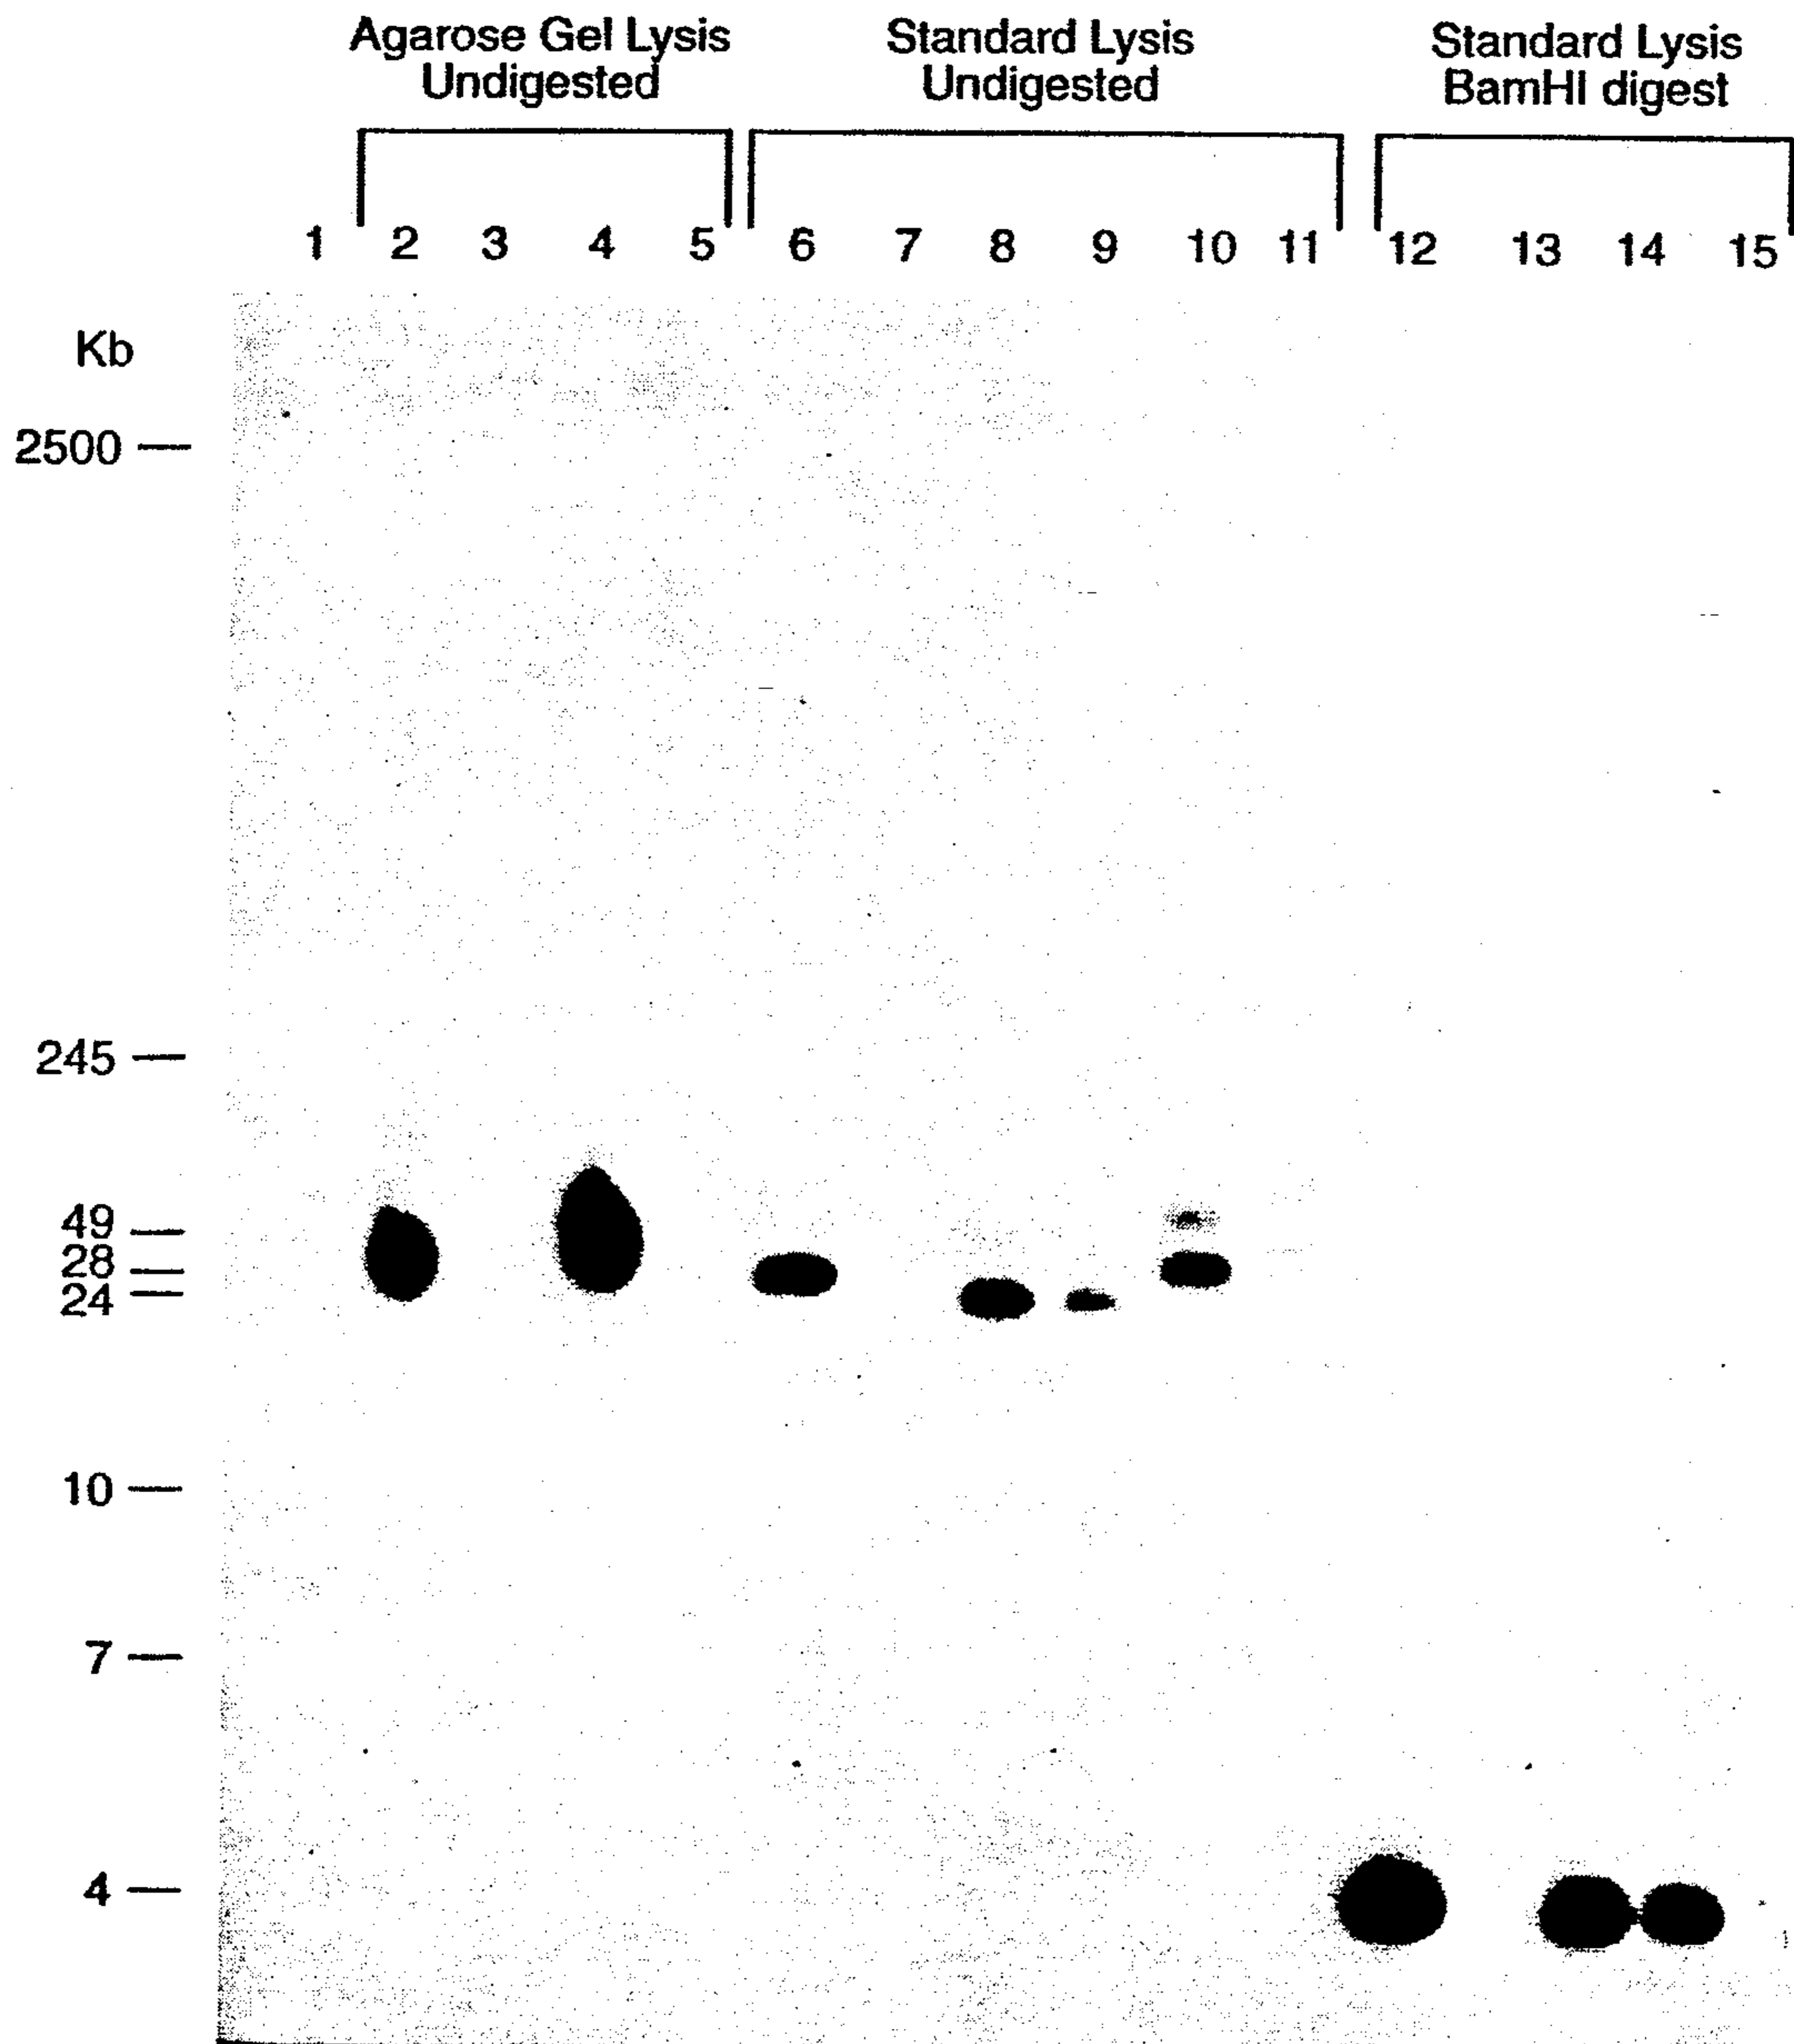 Agarose Gel Lysis
Undigested
Standard Lysis
Undigested
Standard Lysis
BamHI digest
1 2 3 4 5 6 7 8 9 10 11 12 13 14 15
Kb
2500
245
49
28
24
10
7
4